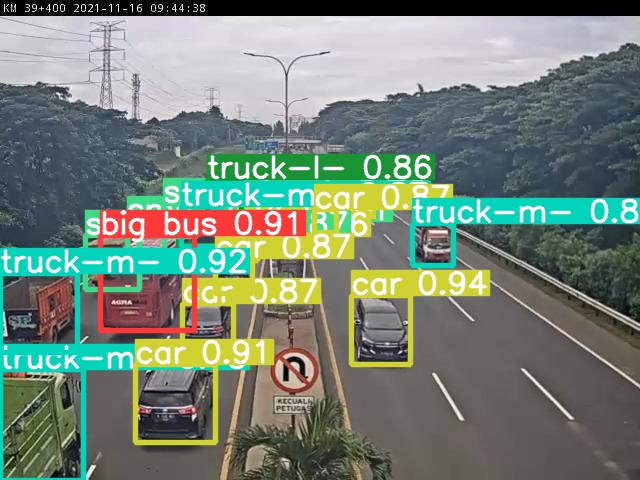 KM 39+400 2021-11-16 09:44:38
truck-l- 0.86
struck-m
car 0.87
truck-m- 0.8
big bus 0.91
car 0.87
truck-m- 0.92
car 0.87
car 0.94
truck-m
car 0.91
AGRA
KECUALI
PETUGAS